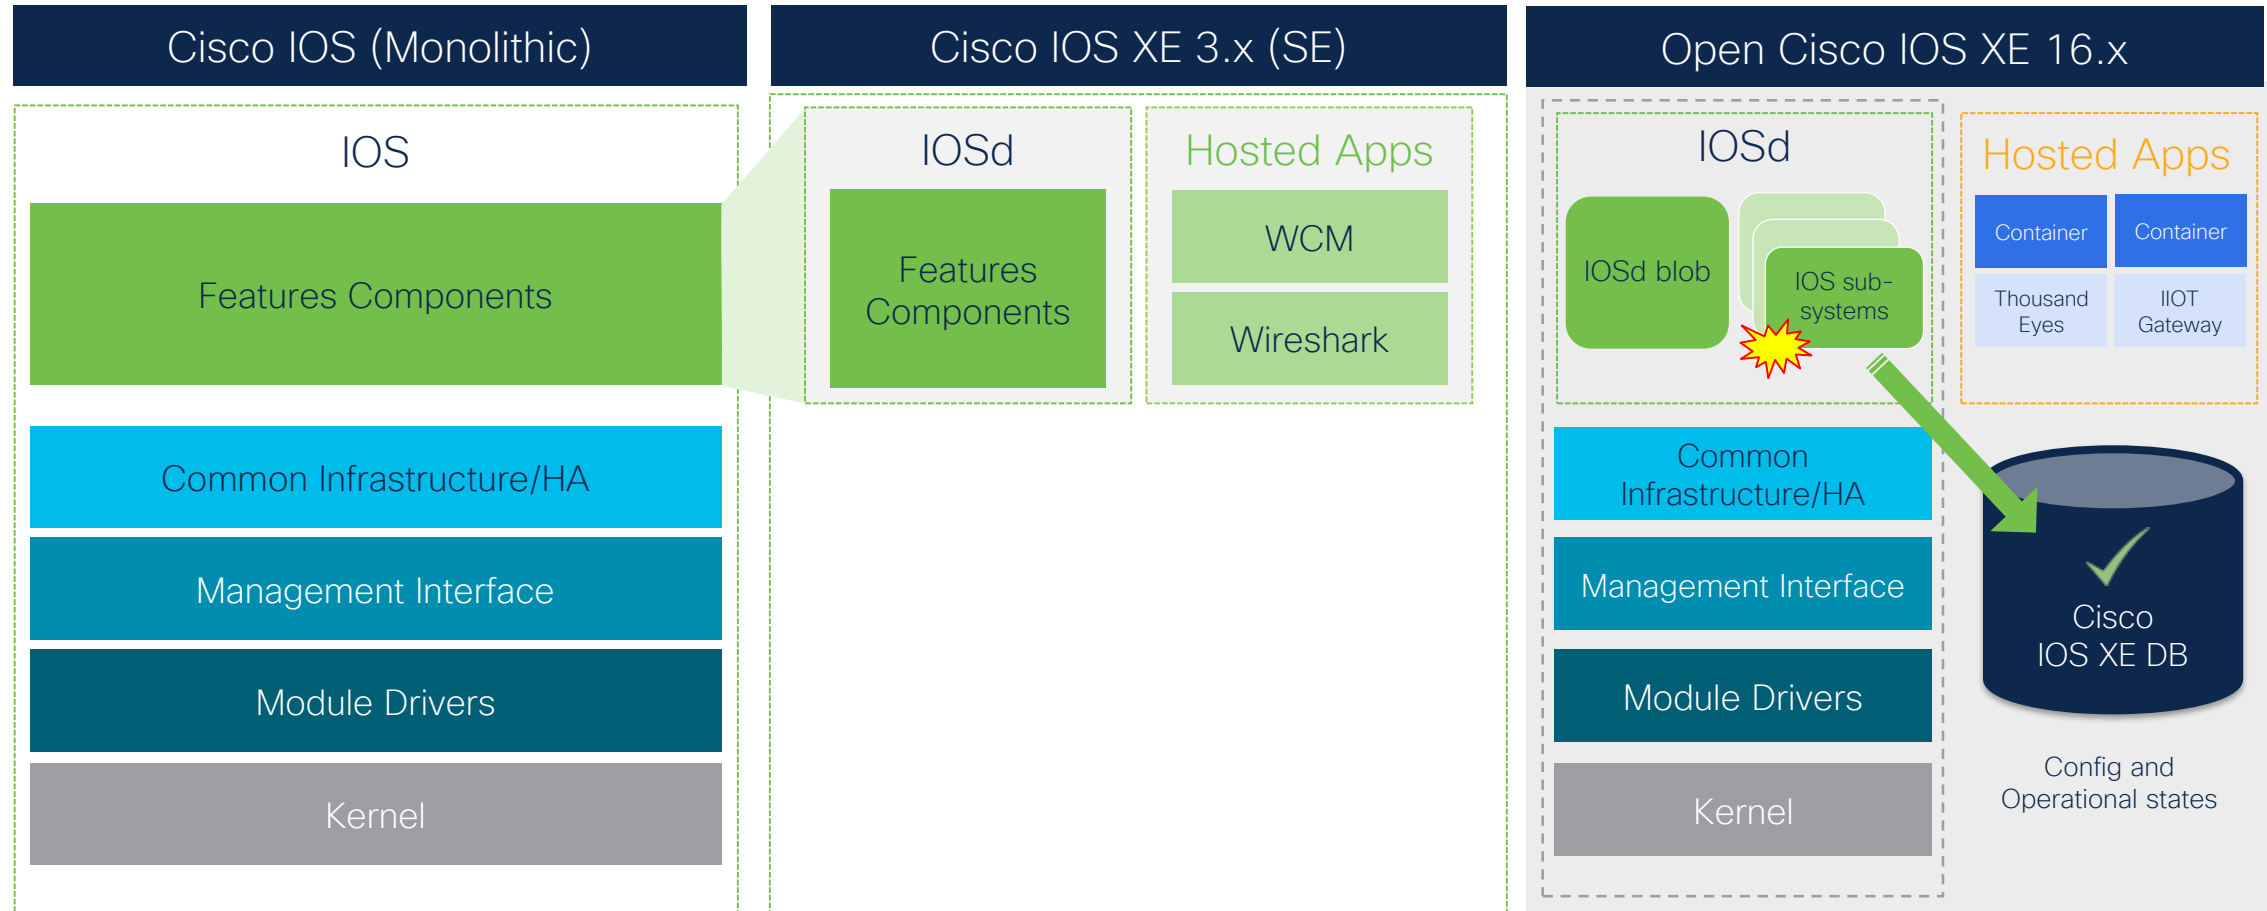 Cisco IOS (Monolithic)
IOS
Features Components
Common Infrastructure/HA
Management Interface
Module Drivers
Kernel
Cisco IOS XE 3.x (SE)
IOSd
Features
Components
Hosted Apps
WCM
Wireshark
Open Cisco IOS XE 16.x
IOSd
IOSd blob
IOS sub-
systems
Common
Infrastructure/HA
Management Interface
Module Drivers
Kernel
Hosted Apps
Container
Container
Thousand
Eyes
IIOT
Gateway
Cisco
IOS XE DB
Config and
Operational states